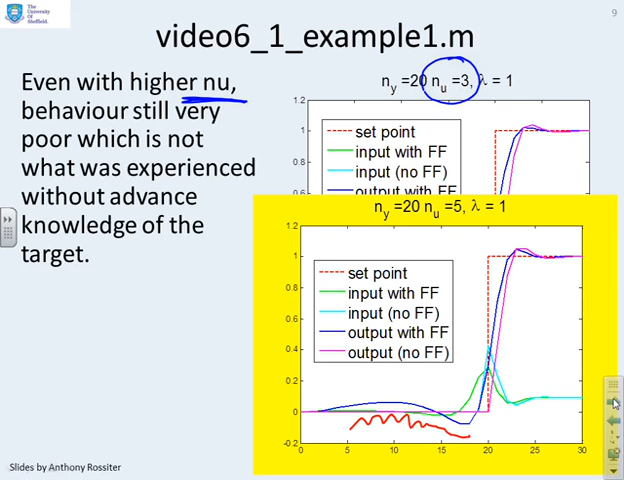 The
University
Of
Sheffield.
9
video6_1_example1.m
Even with higher nu,
behaviour still very
poor which is not
what was experienced
without advance
knowledge of the
target.
n_y =20 n_u =3, λ = 1
1.2
1
0.8
0.6
set point
input with FF
input (no FF)
output with FF
n_y =20 n_u =5, λ = 1
1.2
1
0.8
0.6
0.4
0.2
0
-0.2
set point
input with FF
input (no FF)
output with FF
output (no FF)
0 5 10 15 20 25 30
Slides by Anthony Rossiter